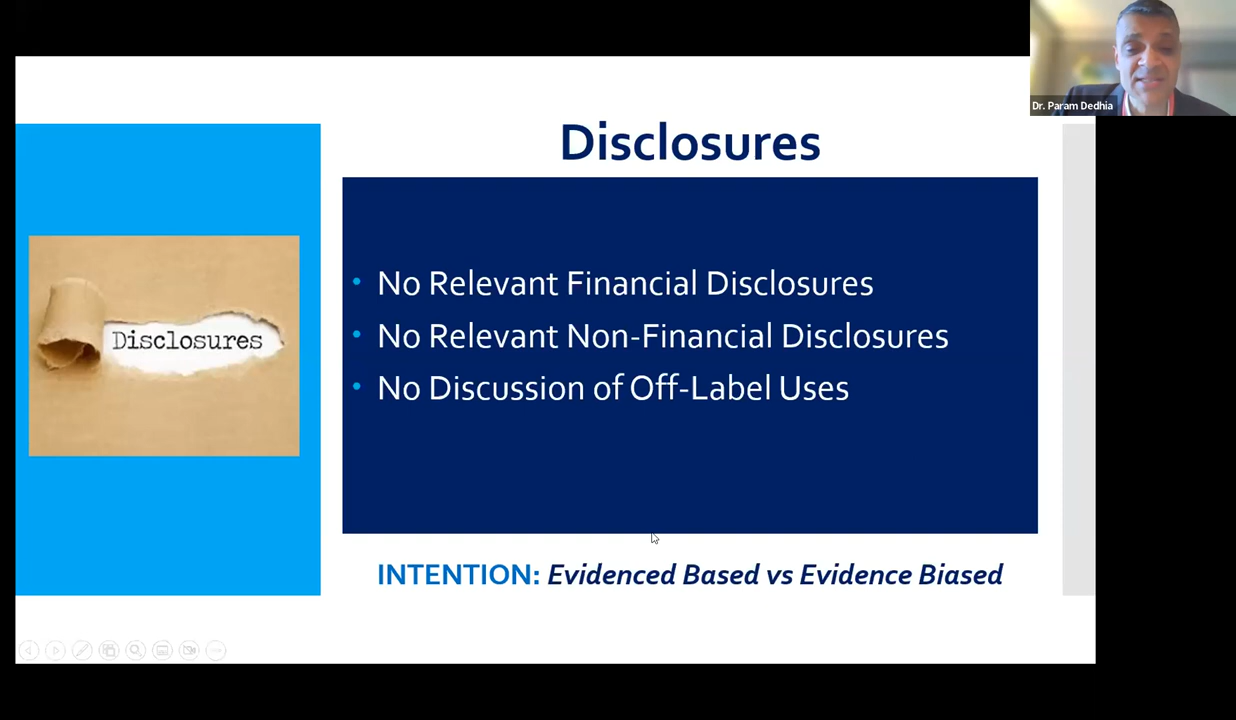 Dr. Param Dedhia
Disclosures
Disclosures
• No Relevant Financial Disclosures
• No Relevant Non-Financial Disclosures
• No Discussion of Off-Label Uses
INTENTION: Evidenced Based vs Evidence Biased